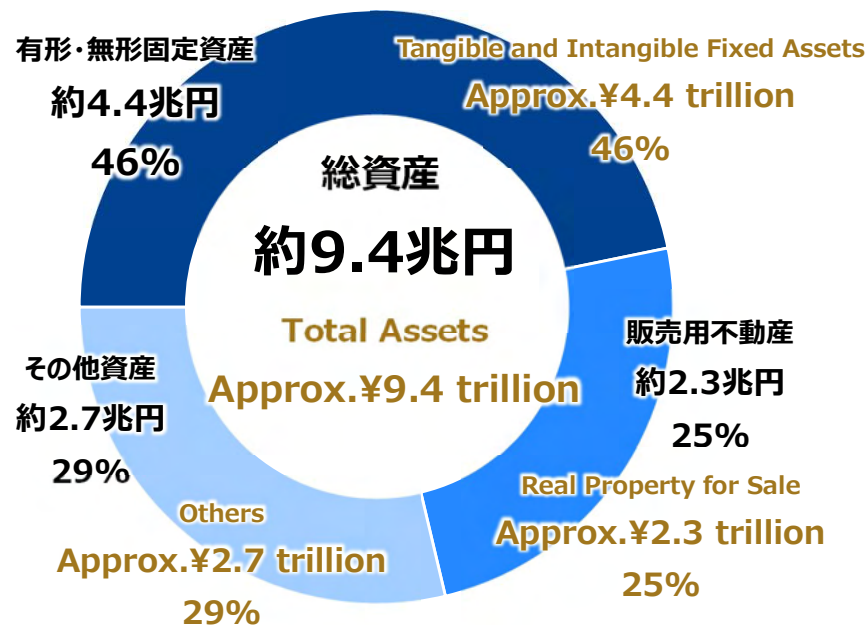 有形・無形固定資産
約4.4兆円
46%
Tangible and Intangible Fixed Assets
Approx.¥4.4 trillion
46%
総資産
約9.4兆円
Total Assets
Approx.¥9.4 trillion
販売用不動産
約2.3兆円
25%
Real Property for Sale
Approx.¥2.3 trillion
25%
その他資産
約2.7兆円
29%
Others
Approx.¥2.7 trillion
29%